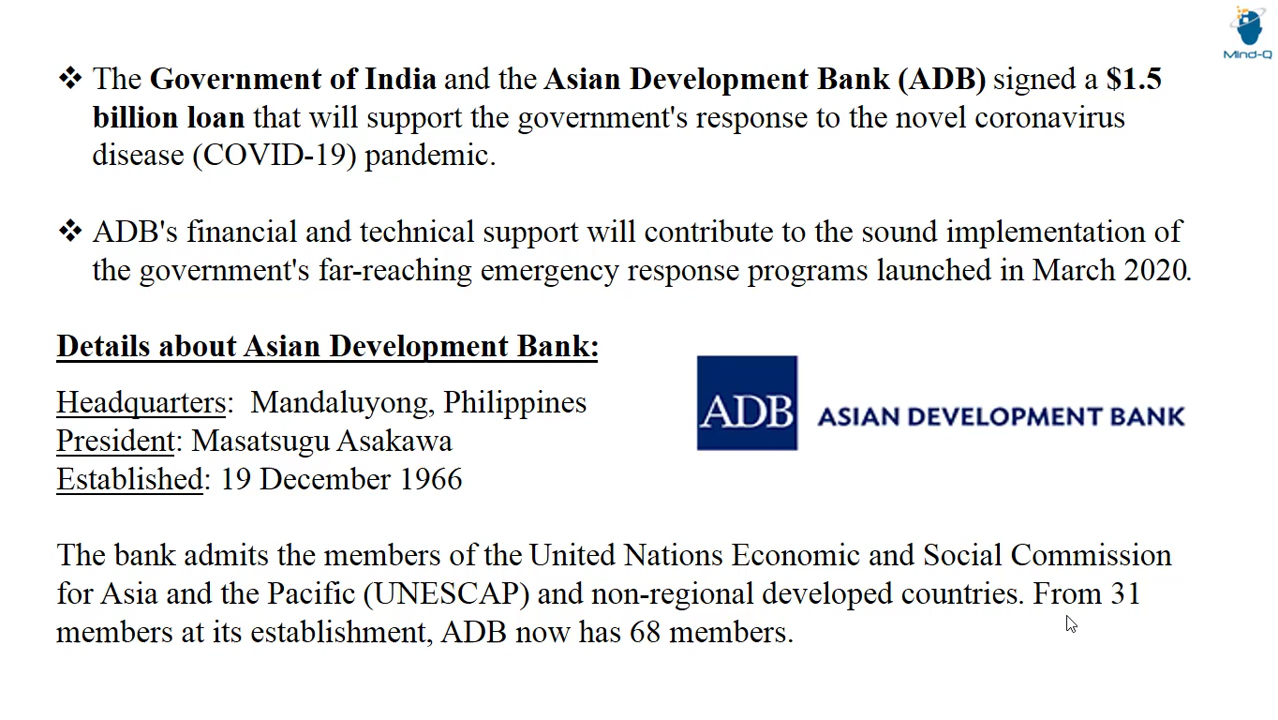 Mind-Q
❖ The Government of India and the Asian Development Bank (ADB) signed a $1.5
billion loan that will support the government's response to the novel coronavirus
disease (COVID-19) pandemic.
❖ ADB's financial and technical support will contribute to the sound implementation of
the government's far-reaching emergency response programs launched in March 2020.
Details about Asian Development Bank:
Headquarters: Mandaluyong, Philippines
President: Masatsugu Asakawa
Established: 19 December 1966
ADB ASIAN DEVELOPMENT BANK
The bank admits the members of the United Nations Economic and Social Commission
for Asia and the Pacific (UNESCAP) and non-regional developed countries. From 31
members at its establishment, ADB now has 68 members.